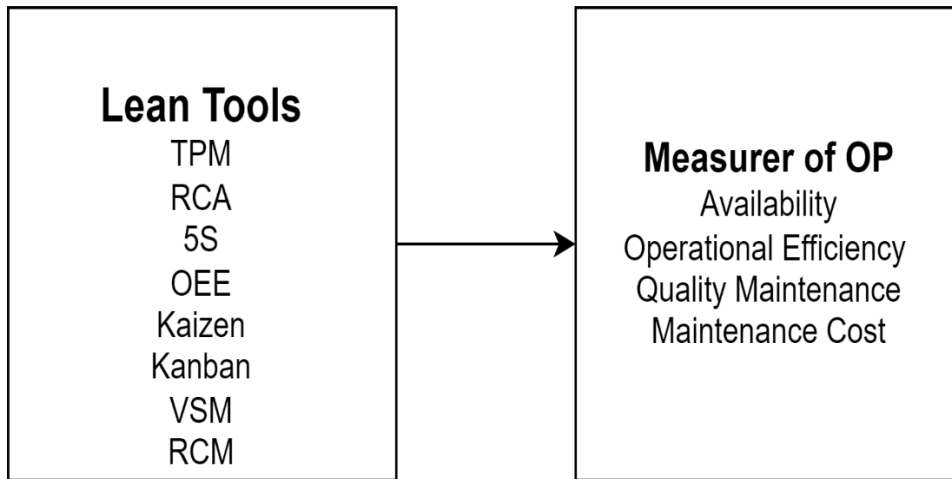 Lean Tools
TPM
RCA
5S
OEE
Kaizen
Kanban
VSM
RCM
Measurer of OP
Availability
Operational Efficiency
Quality Maintenance
Maintenance Cost